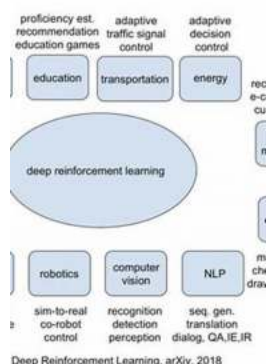 proficiency est.
recommendation
education games
adaptive
traffic signal
control
adaptive
decision
control
education
transportation
energy
deep reinforcement learning
robotics
computer
vision
NLP
sim-to-real
co-robot
control
recognition
detection
perception
seq. gen.
translation
dialog, QA,IE,IR
Deep Reinforcement Learning, arXiv, 2018